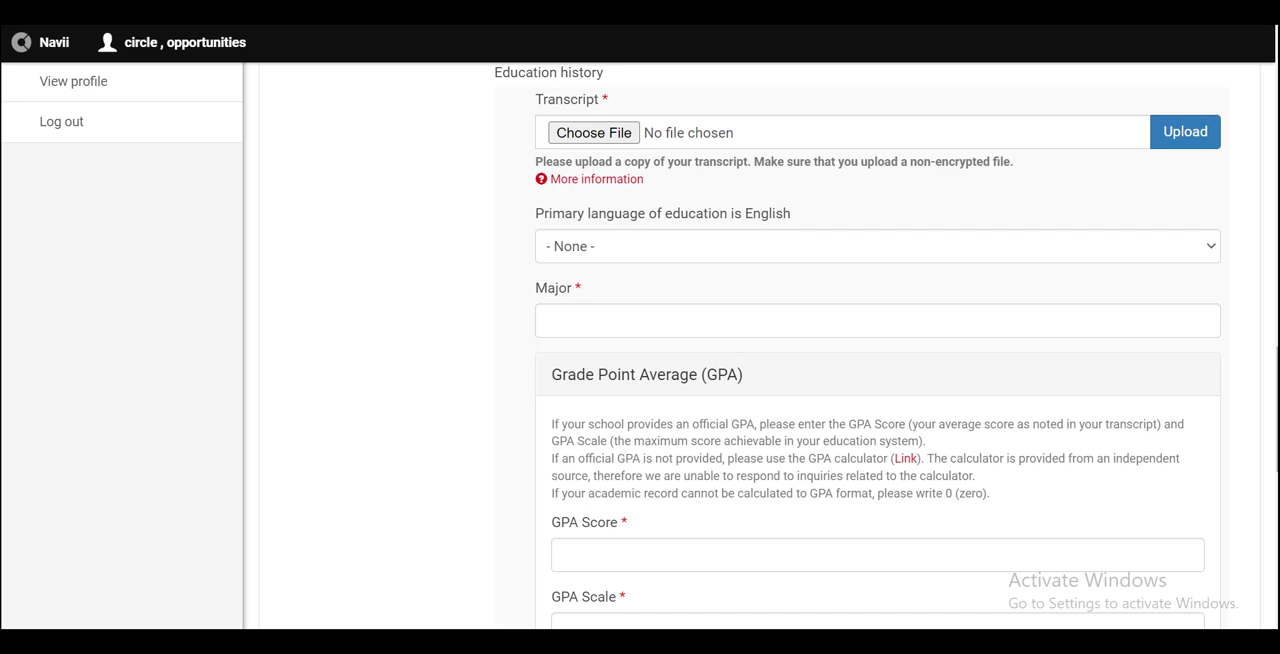 Navii circle , opportunities
View profile
Log out
Education history
Transcript *
Choose File No file chosen Upload
Please upload a copy of your transcript. Make sure that you upload a non-encrypted file.
? More information
Primary language of education is English
- None -
Major *
Grade Point Average (GPA)
If your school provides an official GPA, please enter the GPA Score (your average score as noted in your transcript) and
GPA Scale (the maximum score achievable in your education system).
If an official GPA is not provided, please use the GPA calculator (Link). The calculator is provided from an independent
source, therefore we are unable to respond to inquiries related to the calculator.
If your academic record cannot be calculated to GPA format, please write 0 (zero).
GPA Score *
GPA Scale *
Activate Windows
Go to Settings to activate Windows.